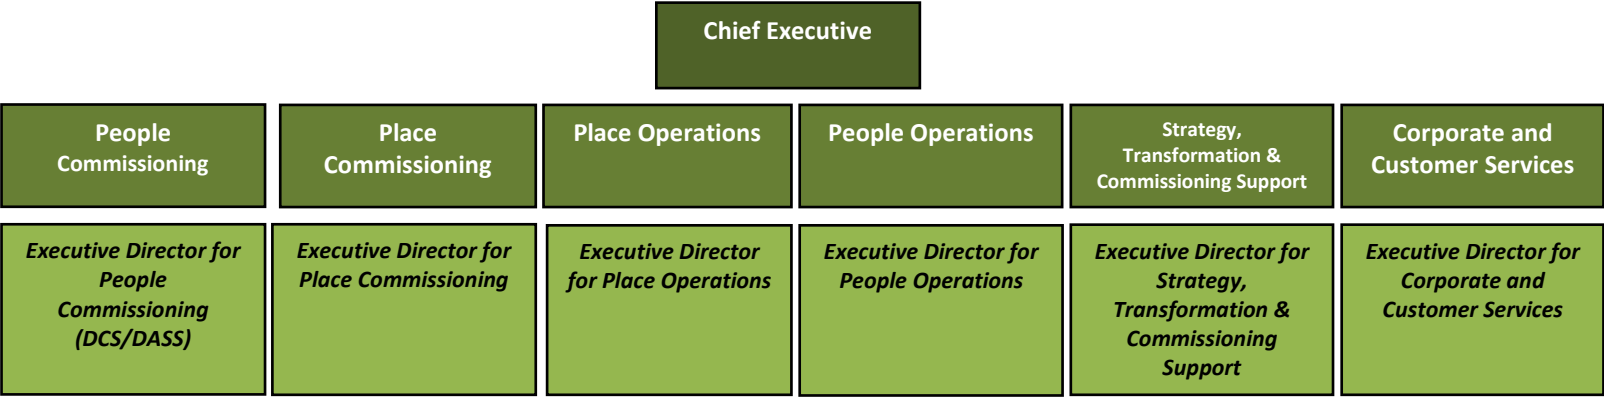 Chief Executive
People
Commissioning
Place
Commissioning
Place Operations
People Operations
Strategy,
Transformation &
Commissioning Support
Corporate and
Customer Services
Executive Director for
People
Commissioning
(DCS/DASS)
Executive Director for
Place Commissioning
Executive Director
for Place Operations
Executive Director for
People Operations
Executive Director for
Strategy,
Transformation &
Commissioning
Support
Executive Director for
Corporate and
Customer Services